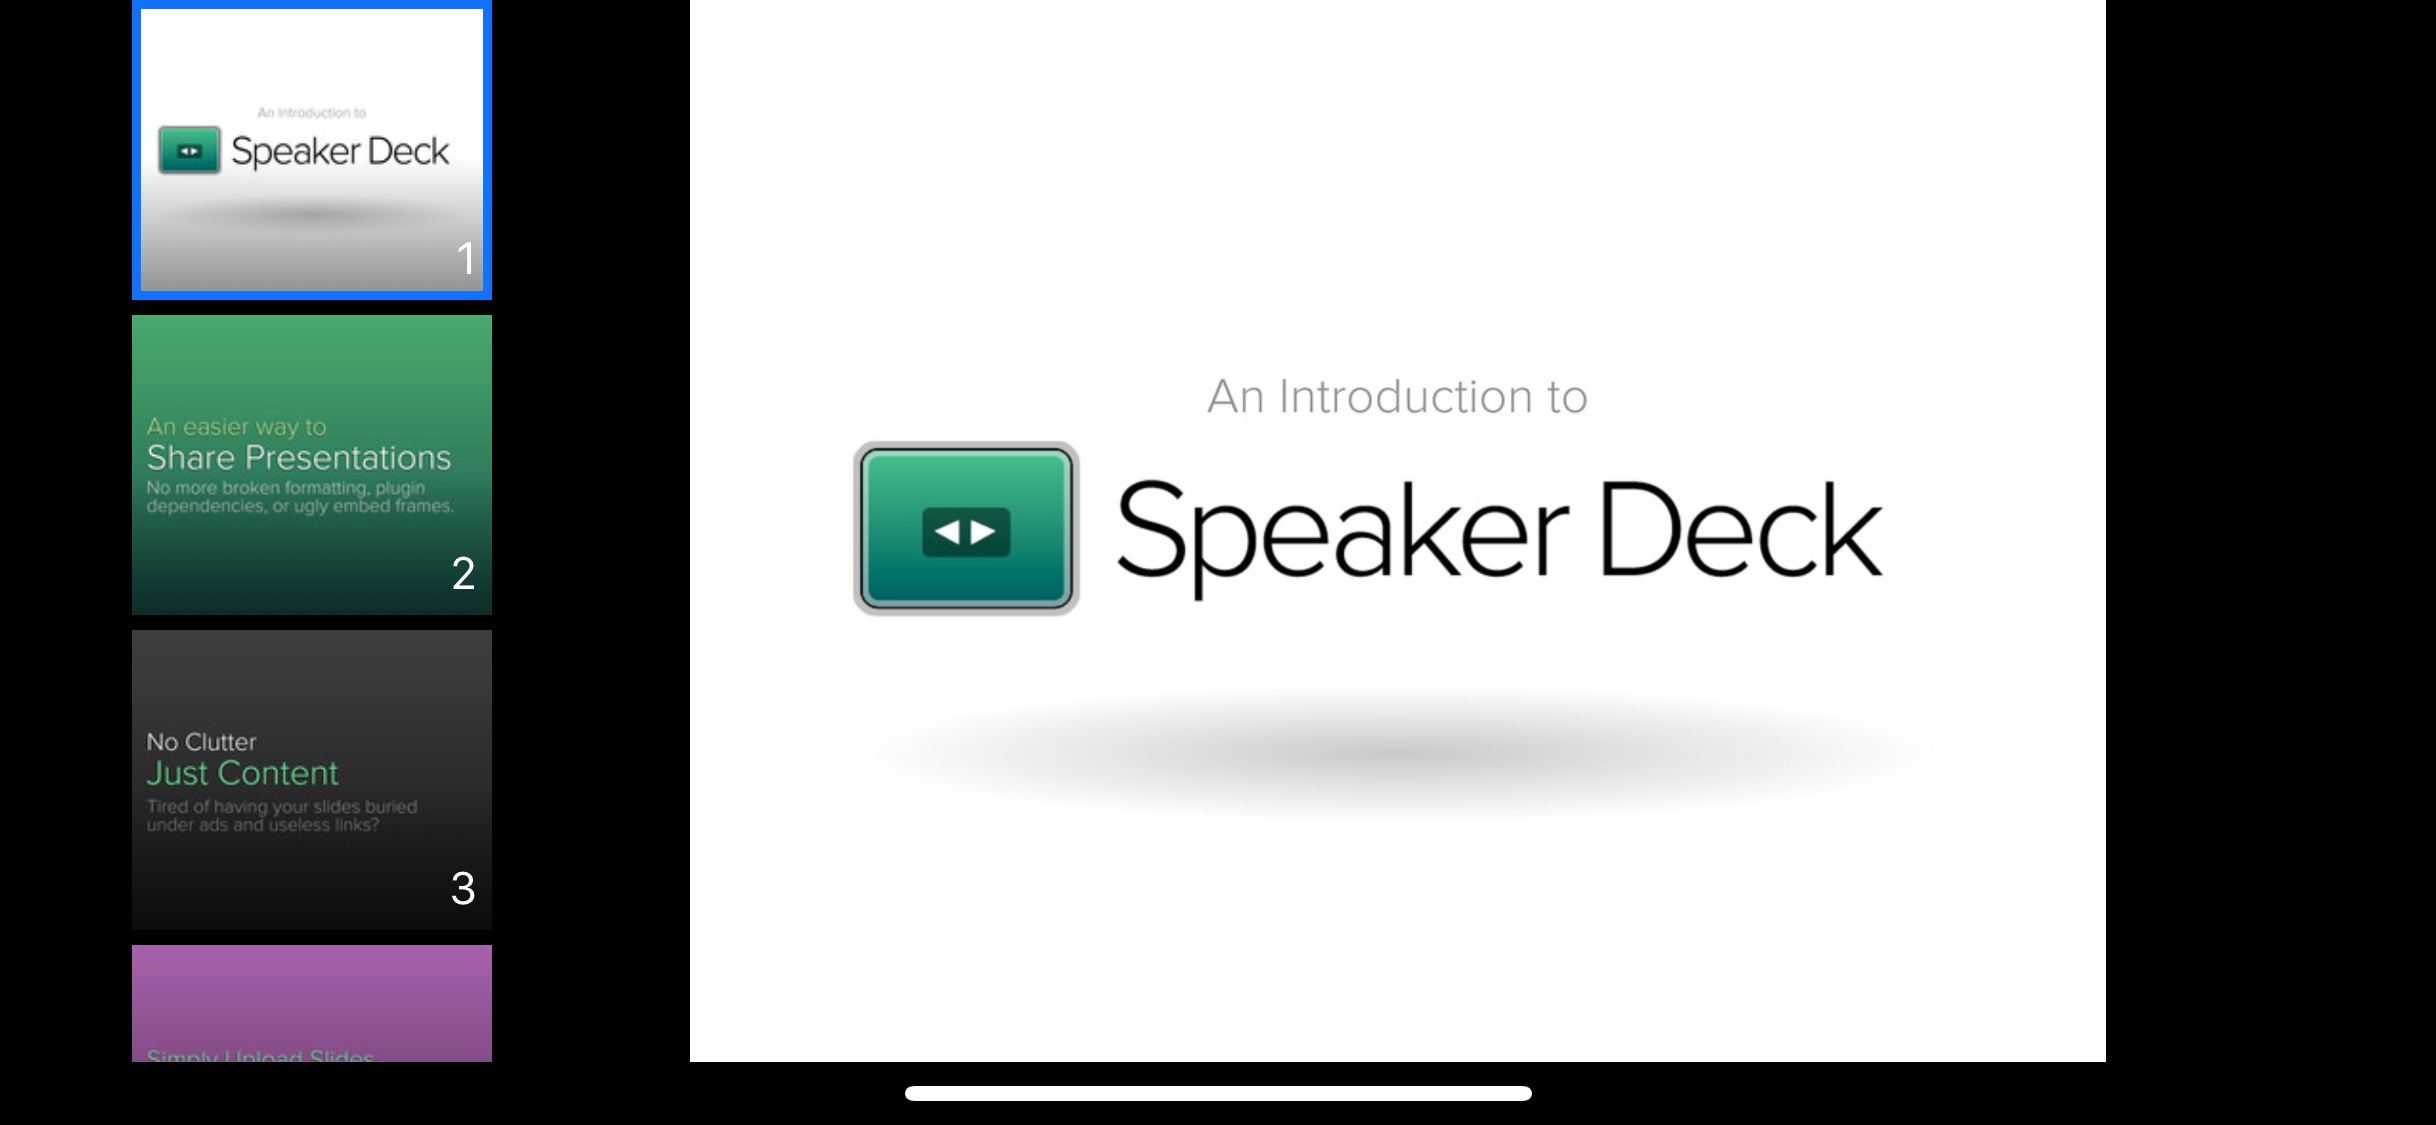 An Introduction to
Speaker Deck
1
An easier way to
Share Presentations
No more broken formatting, plugin
dependencies, or ugly embed frames.
2
No Clutter
Just Content
Tired of having your slides buried
under ads and useless links?
3
Simply Upload Slides
An Introduction to
Speaker Deck